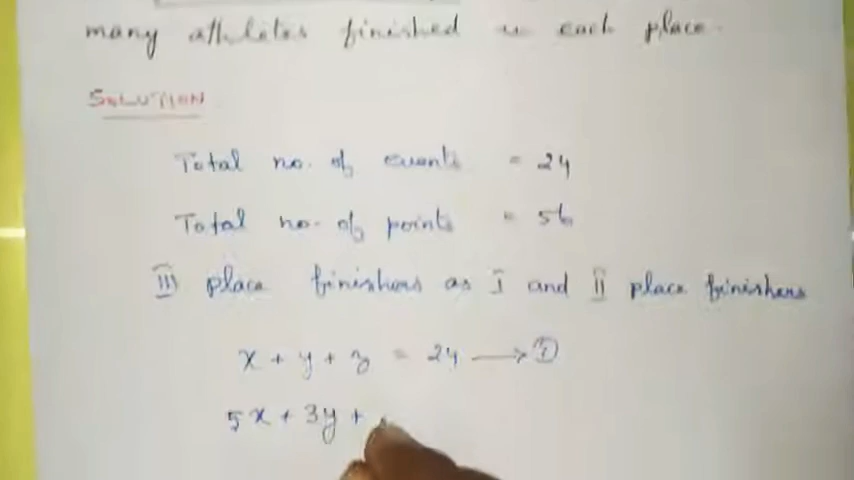 many athletes finished in each place.
SOLUTION
Total no. of events = 24
Total no. of points = 56
III place finishers as I and II place finishers
x + y + z = 24 → ①
5x + 3y +